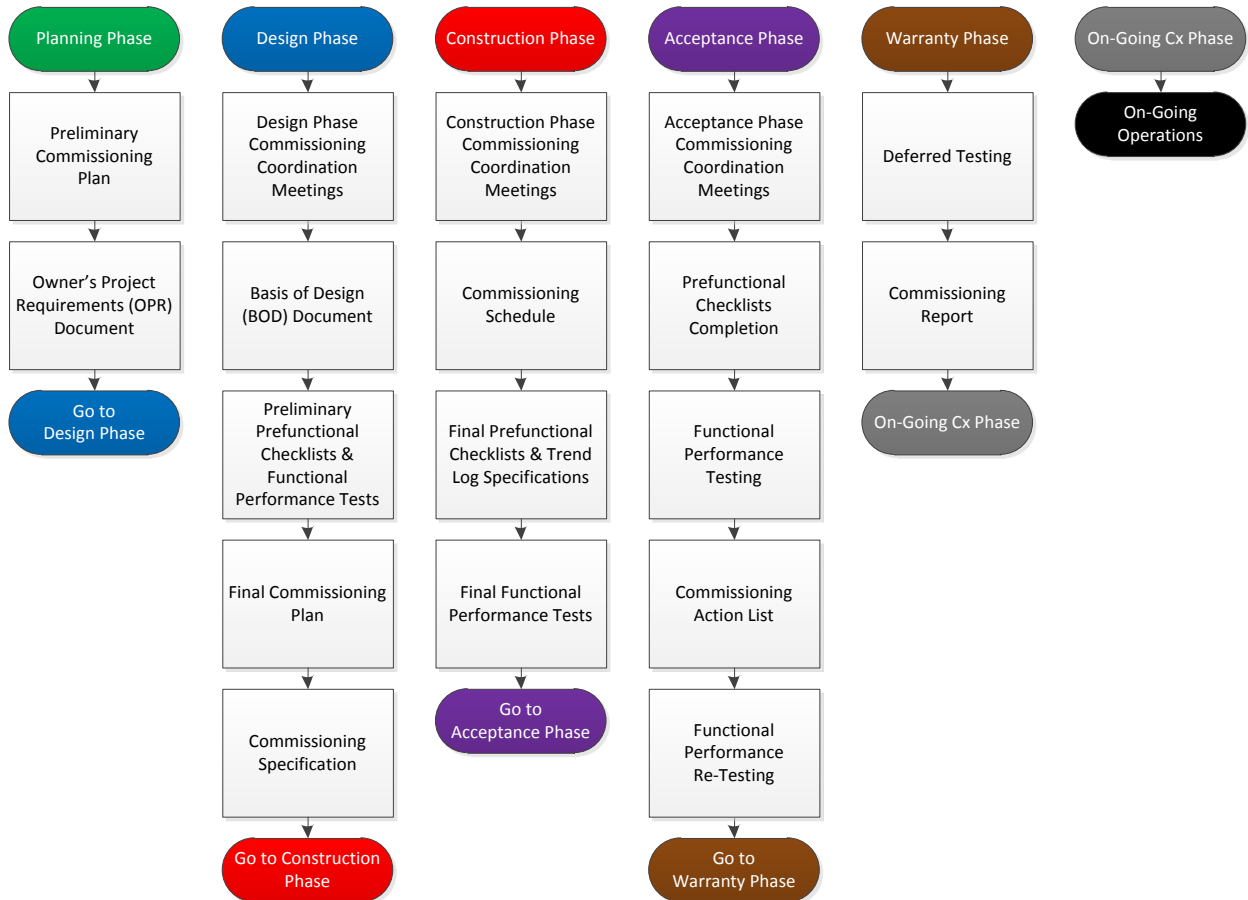 Planning Phase
Preliminary
Commissioning
Plan
Owner's Project
Requirements (OPR)
Document
Go to
Design Phase
Design Phase
Design Phase
Commissioning
Coordination
Meetings
Basis of Design
(BOD) Document
Preliminary
Prefunctional
Checklists &
Functional
Performance Tests
Final Commissioning
Plan
Commissioning
Specification
Go to Construction
Phase
Construction Phase
Construction Phase
Commissioning
Coordination
Meetings
Commissioning
Schedule
Final Prefunctional
Checklists & Trend
Log Specifications
Final Functional
Performance Tests
Go to
Acceptance Phase
Acceptance Phase
Acceptance Phase
Commissioning
Coordination
Meetings
Prefunctional
Checklists
Completion
Functional
Performance
Testing
Commissioning
Action List
Functional
Performance
Re-Testing
Go to
Warranty Phase
Warranty Phase
Deferred Testing
Commissioning
Report
On-Going Cx Phase
On-Going Cx Phase
On-Going
Operations